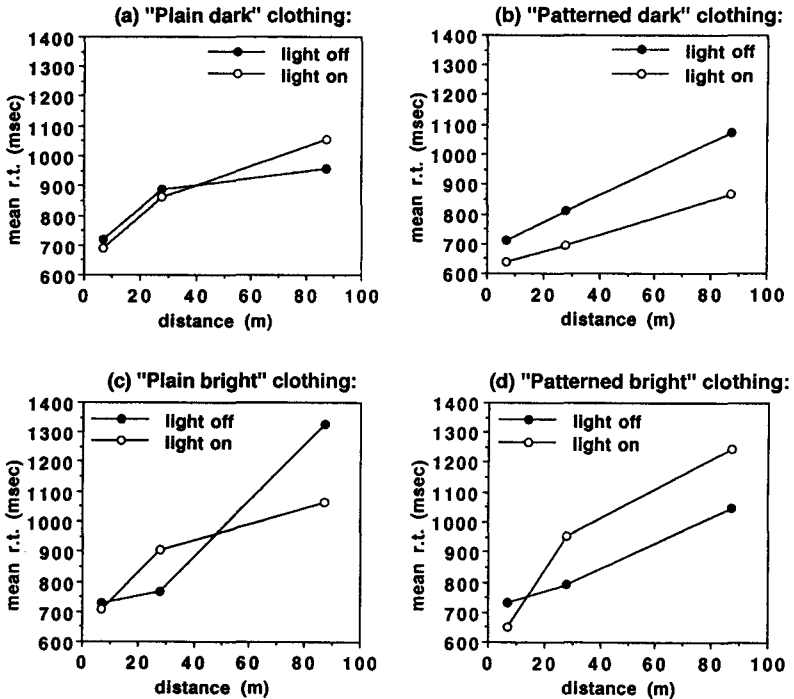 (a) "Plain dark" clothing:
1400
1300
1200
1100
1000
900
800
700
600
mean r.t. (msec)
light off
light on
0 20 40 60 80 100
distance (m)
(b) "Patterned dark" clothing:
1400
1300
1200
1100
1000
900
800
700
600
mean r.t. (msec)
light off
light on
0 20 40 60 80 100
distance (m)
(c) "Plain bright" clothing:
1400
1300
1200
1100
1000
900
800
700
600
mean r.t. (msec)
light off
light on
0 20 40 60 80 100
distance (m)
(d) "Patterned bright" clothing:
1400
1300
1200
1100
1000
900
800
700
600
mean r.t. (msec)
light off
light on
0 20 40 60 80 100
distance (m)